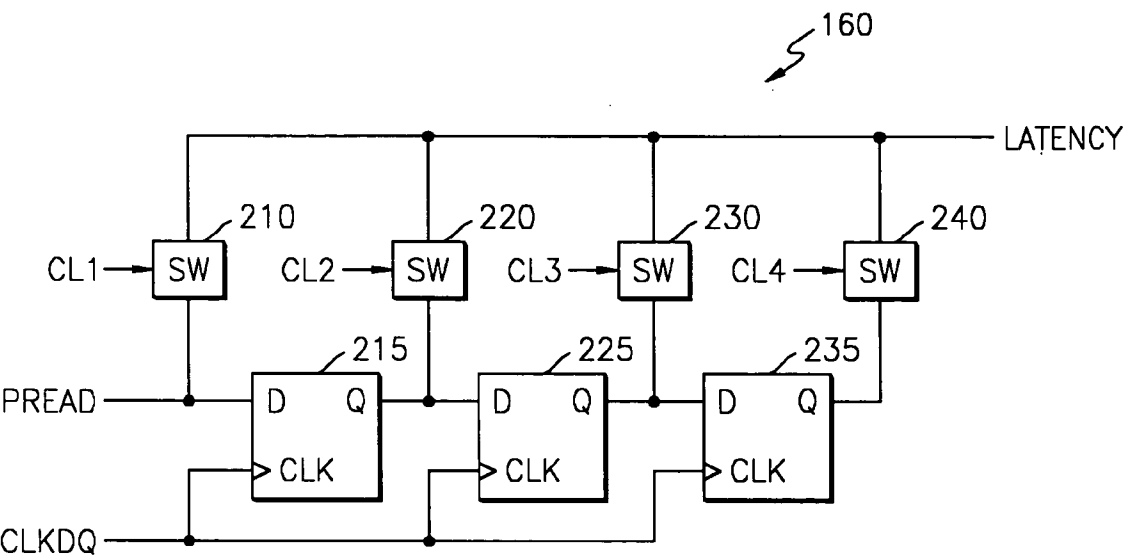 160
LATENCY
210 220 230 240
CL1 SW CL2 SW CL3 SW CL4 SW
215 225 235
PREAD D Q D Q D Q
CLK CLK CLK
CLKDQ